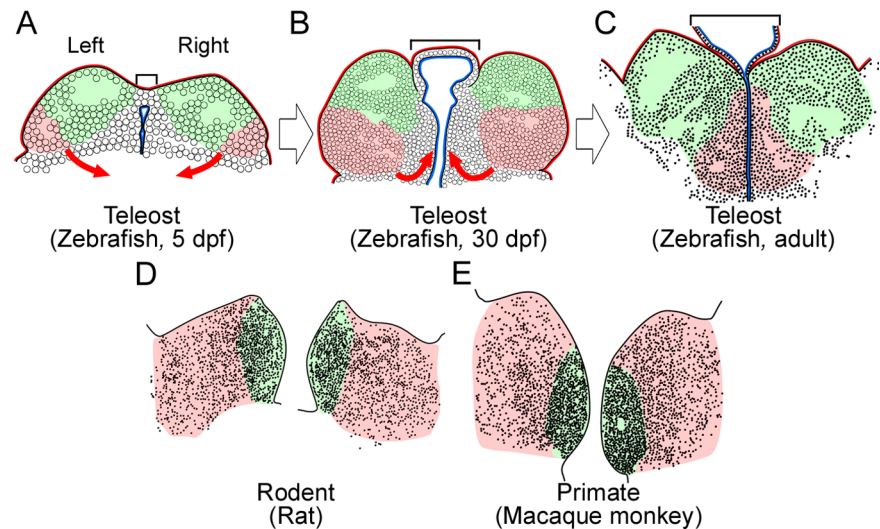 A
Left
Right
Teleost
(Zebrafish, 5 dpf)
B
Teleost
(Zebrafish, 30 dpf)
C
Teleost
(Zebrafish, adult)
D
Rodent
(Rat)
E
Primate
(Macaque monkey)